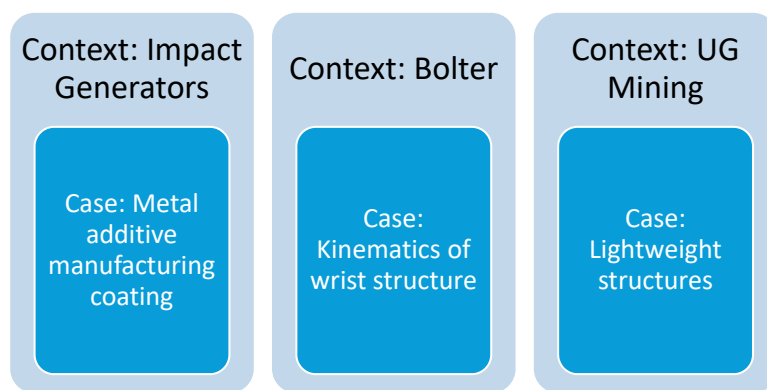 Context: Impact
Generators
Case: Metal
additive
manufacturing
coating
Context: Bolter
Case:
Kinematics of
wrist structure
Context: UG
Mining
Case:
Lightweight
structures